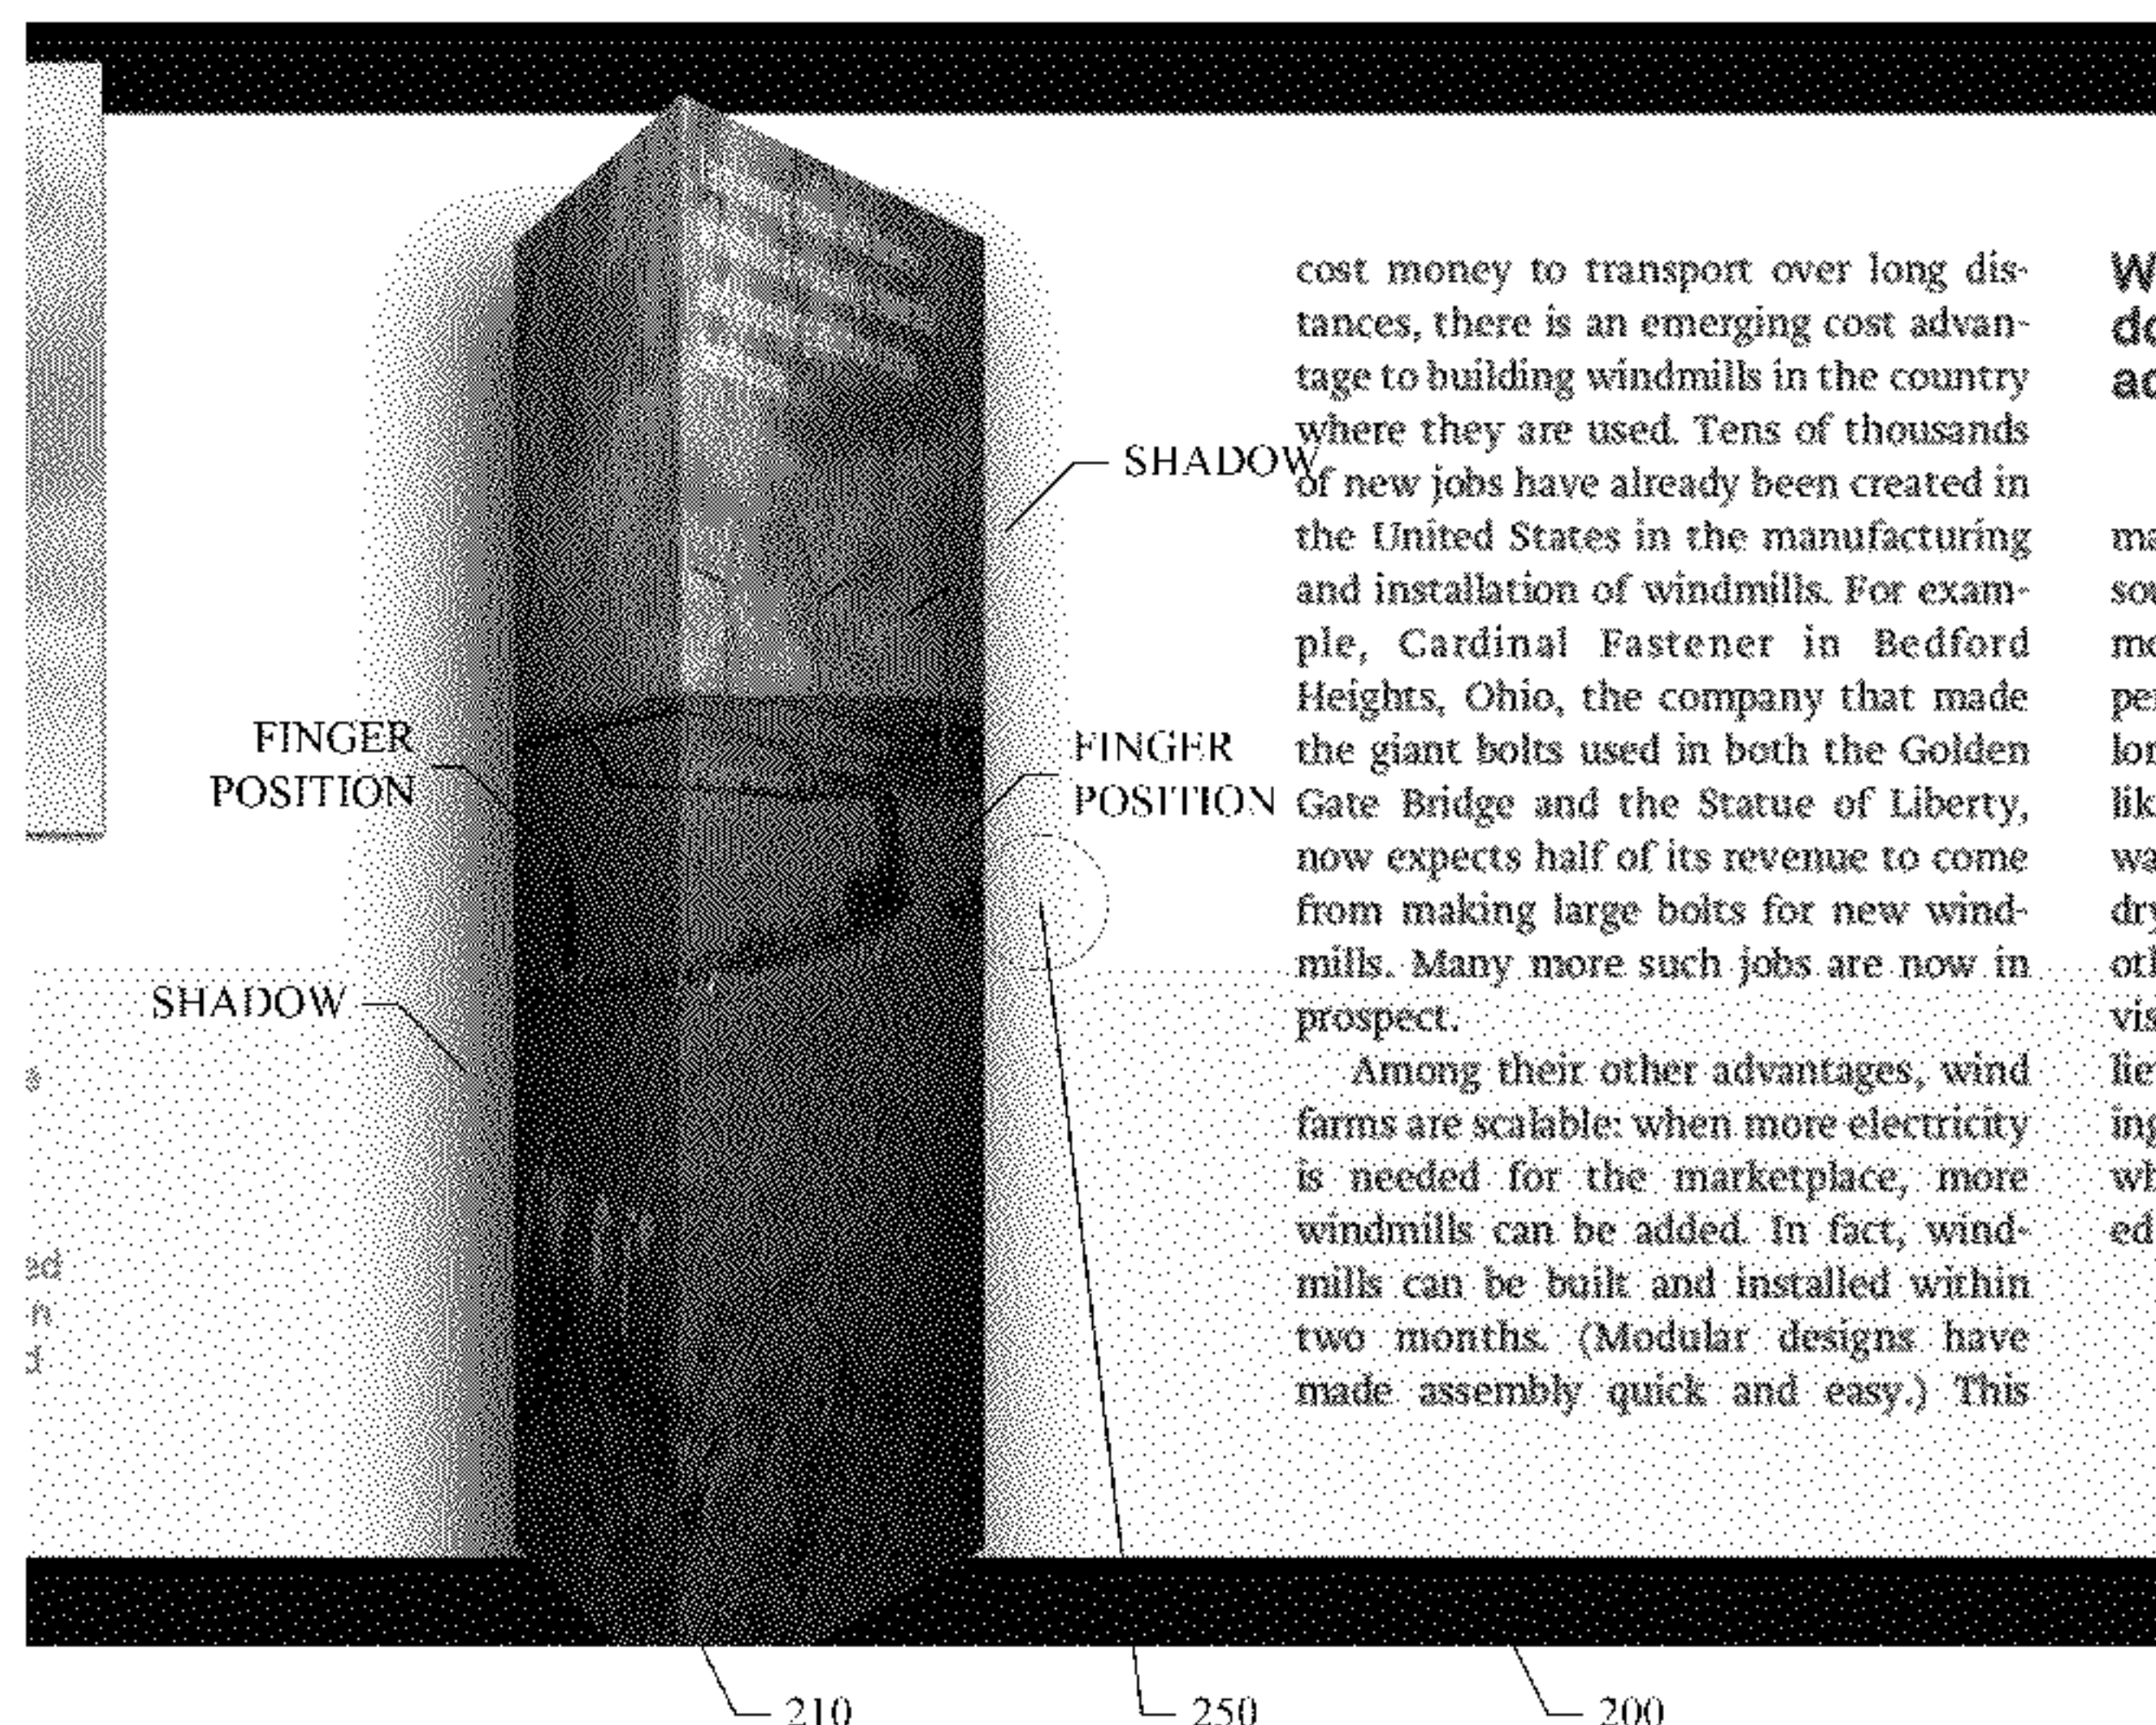 SHADOW
FINGER
POSITION
FINGER
POSITION
SHADOW
ed
n
d
cost money to transport over long dis-
tances, there is an emerging cost advan-
tage to building windmills in the country
where they are used. Tens of thousands
of new jobs have already been created in
the United States in the manufacturing
and installation of windmills. For exam-
ple, Cardinal Fastener in Bedford
Heights, Ohio, the company that made
the giant bolts used in both the Golden
Gate Bridge and the Statue of Liberty,
now expects half of its revenue to come
from making large bolts for new wind-
mills. Many more such jobs are now in
prospect.
Among their other advantages, wind
farms are scalable: when more electricity
is needed for the marketplace, more
windmills can be added. In fact, wind-
mills can be built and installed within
two months. (Modular designs have
made assembly quick and easy.) This
210
250
200